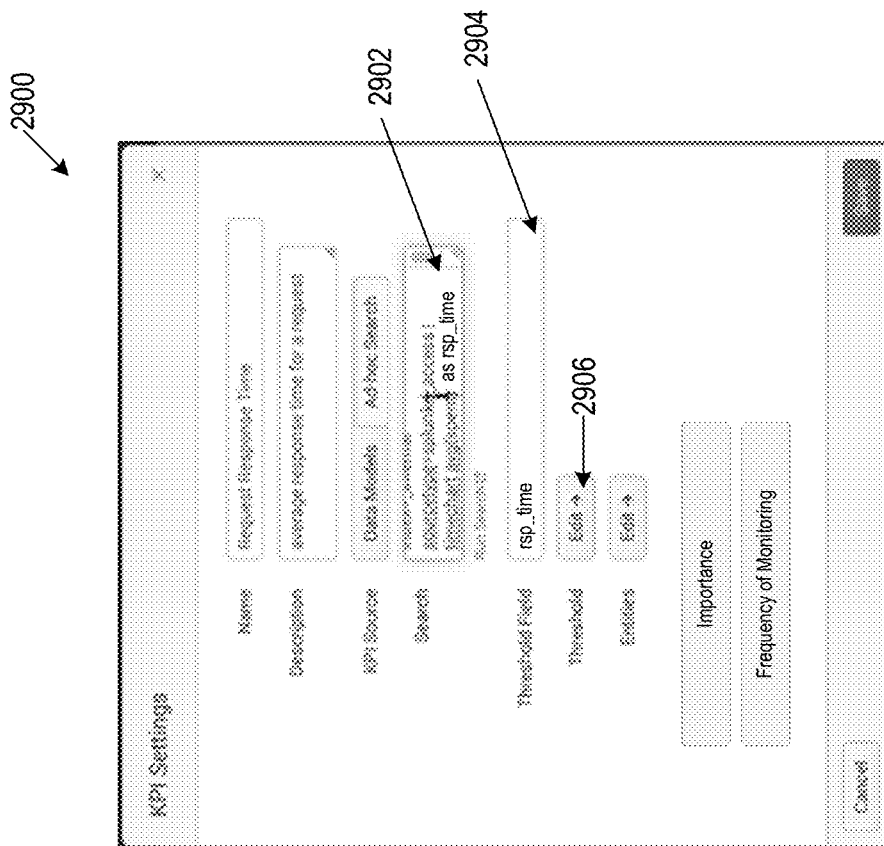 2900
KPI Settings
×
Name
Request Response Time
Description
average response time for a request
KPI Source
Data Models
Ad-hoc Search
Search
as rsp_time
2902
Threshold Field
rsp_time
2904
Threshold
Edit →
2906
Entities
Edit →
Importance
Frequency of Monitoring
Cancel